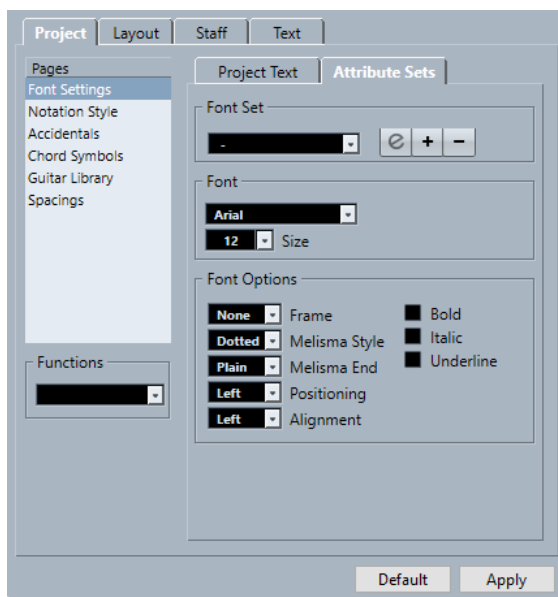 Project Layout Staff Text
Pages
Font Settings
Notation Style
Accidentals
Chord Symbols
Guitar Library
Spacings
Functions
Project Text Attribute Sets
Font Set
- e + −
Font
Arial
12 Size
Font Options
None Frame
Dotted Melisma Style
Plain Melisma End
Left Positioning
Left Alignment
Bold
Italic
Underline
Default Apply